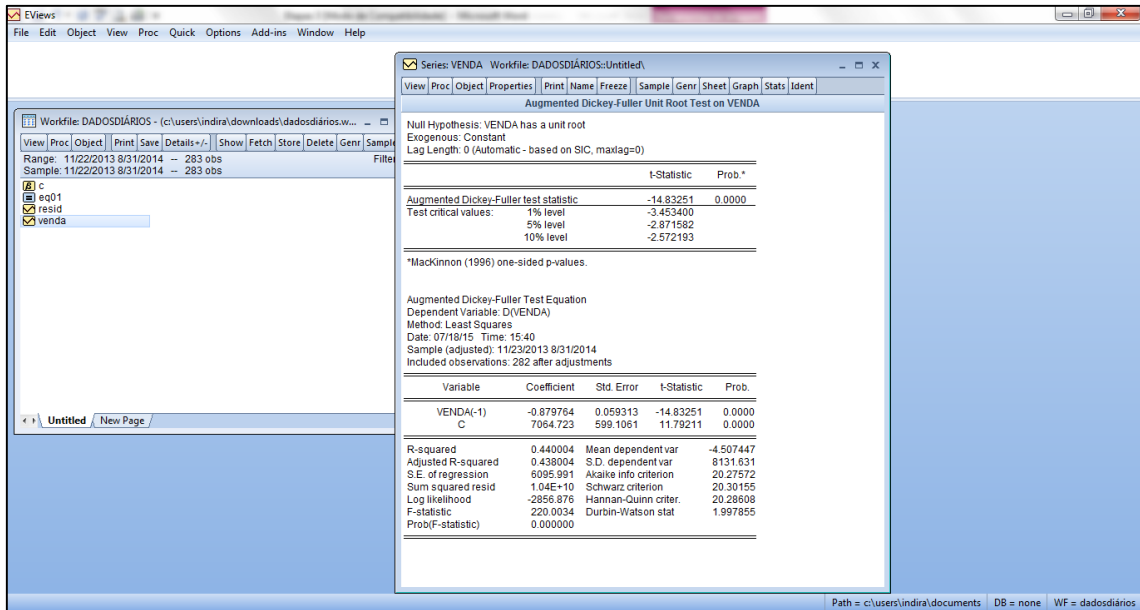 EViews
File Edit Object View Proc Quick Options Add-ins Window Help
Workfile: DADOSDIÁRIOS - (c:\users\indira\downloads\dadosdiários.w...
View Proc Object Print Save Details+/- Show Fetch Store Delete Genr Sample
Range: 11/22/2013 8/31/2014 -- 283 obs Filter
Sample: 11/22/2013 8/31/2014 -- 283 obs
c
eq01
resid
venda
Untitled New Page
Series: VENDA Workfile: DADOSDIÁRIOS::Untitled\
View Proc Object Properties Print Name Freeze Sample Genr Sheet Graph Stats Ident
Augmented Dickey-Fuller Unit Root Test on VENDA
Null Hypothesis: VENDA has a unit root
Exogenous: Constant
Lag Length: 0 (Automatic - based on SIC, maxlag=0)
t-Statistic Prob.*
Augmented Dickey-Fuller test statistic -14.83251 0.0000
Test critical values: 1% level -3.453400
5% level -2.871582
10% level -2.572193
*MacKinnon (1996) one-sided p-values.
Augmented Dickey-Fuller Test Equation
Dependent Variable: D(VENDA)
Method: Least Squares
Date: 07/18/15 Time: 15:40
Sample (adjusted): 11/23/2013 8/31/2014
Included observations: 282 after adjustments
Variable Coefficient Std. Error t-Statistic Prob.
VENDA(-1) -0.879764 0.059313 -14.83251 0.0000
C 7064.723 599.1061 11.79211 0.0000
R-squared 0.440004 Mean dependent var -4.507447
Adjusted R-squared 0.438004 S.D. dependent var 8131.631
S.E. of regression 6095.991 Akaike info criterion 20.27572
Sum squared resid 1.04E+10 Schwarz criterion 20.30155
Log likelihood -2856.876 Hannan-Quinn criter. 20.28608
F-statistic 220.0034 Durbin-Watson stat 1.997855
Prob(F-statistic) 0.000000
Path = c:\users\indira\documents DB = none WF = dadosdiários